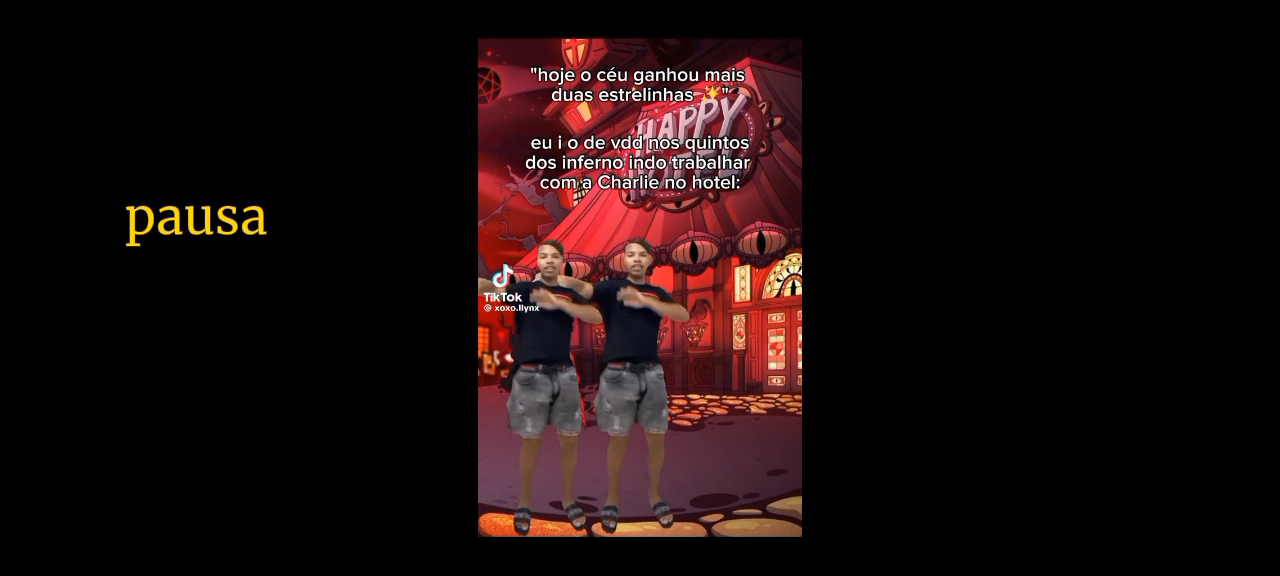 pausa
"hoje o céu ganhou mais
duas estrelinhas ✨"
HAPPY
HOTEL
eu i o de vdd nos quintos
dos inferno indo trabalhar
com a Charlie no hotel:
TikTok
@ xoxo.llynx